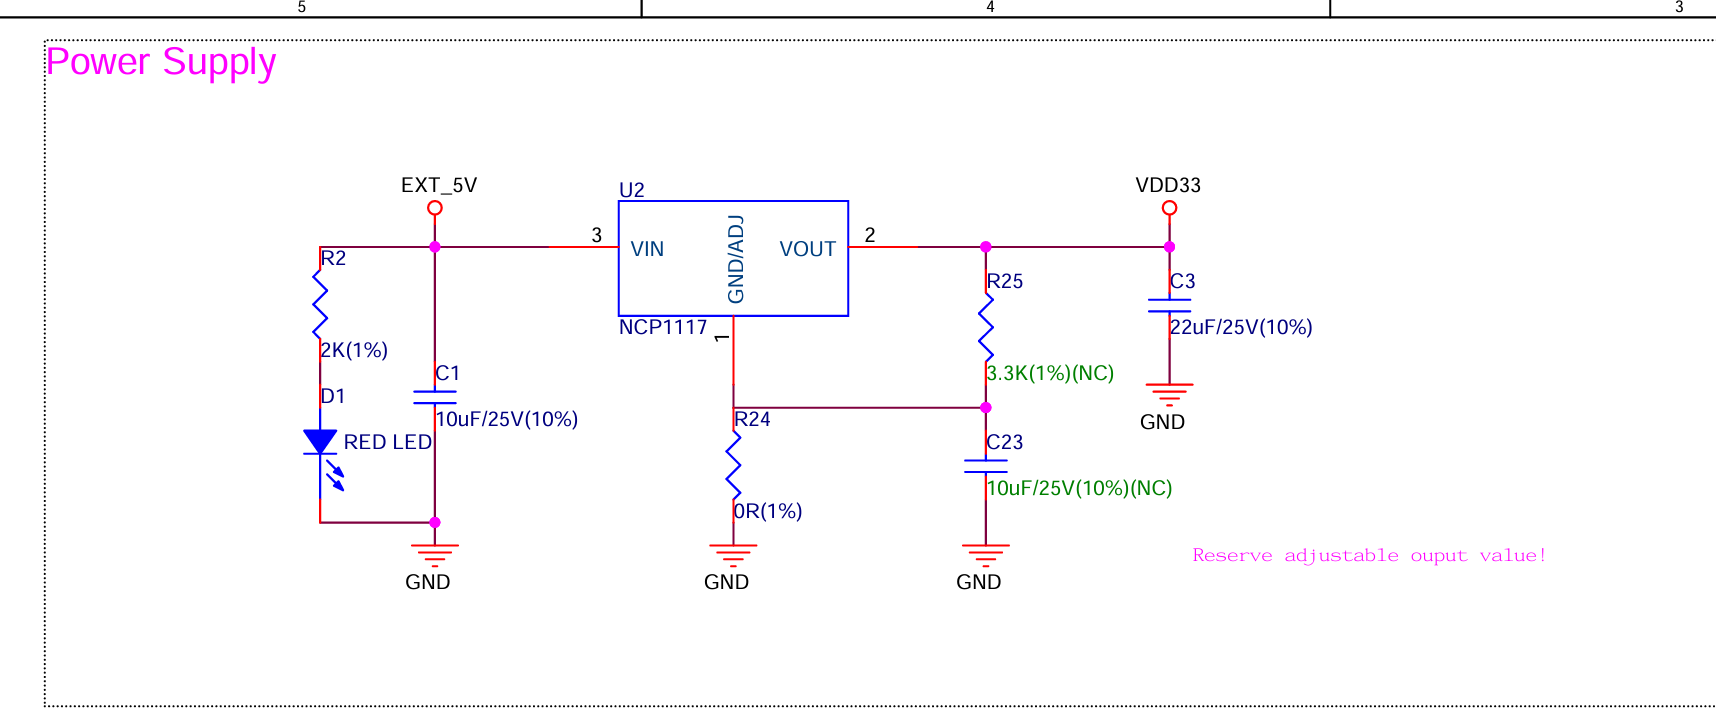 5
4
3
Power Supply
EXT_5V
U2
VDD33
3
VIN
GND/ADJ
VOUT
2
R2
R25
C3
NCP1117
22uF/25V(10%)
1
2K(1%)
C1
3.3K(1%)(NC)
D1
10uF/25V(10%)
R24
GND
RED LED
C23
10uF/25V(10%)(NC)
0R(1%)
Reserve adjustable ouput value!
GND
GND
GND